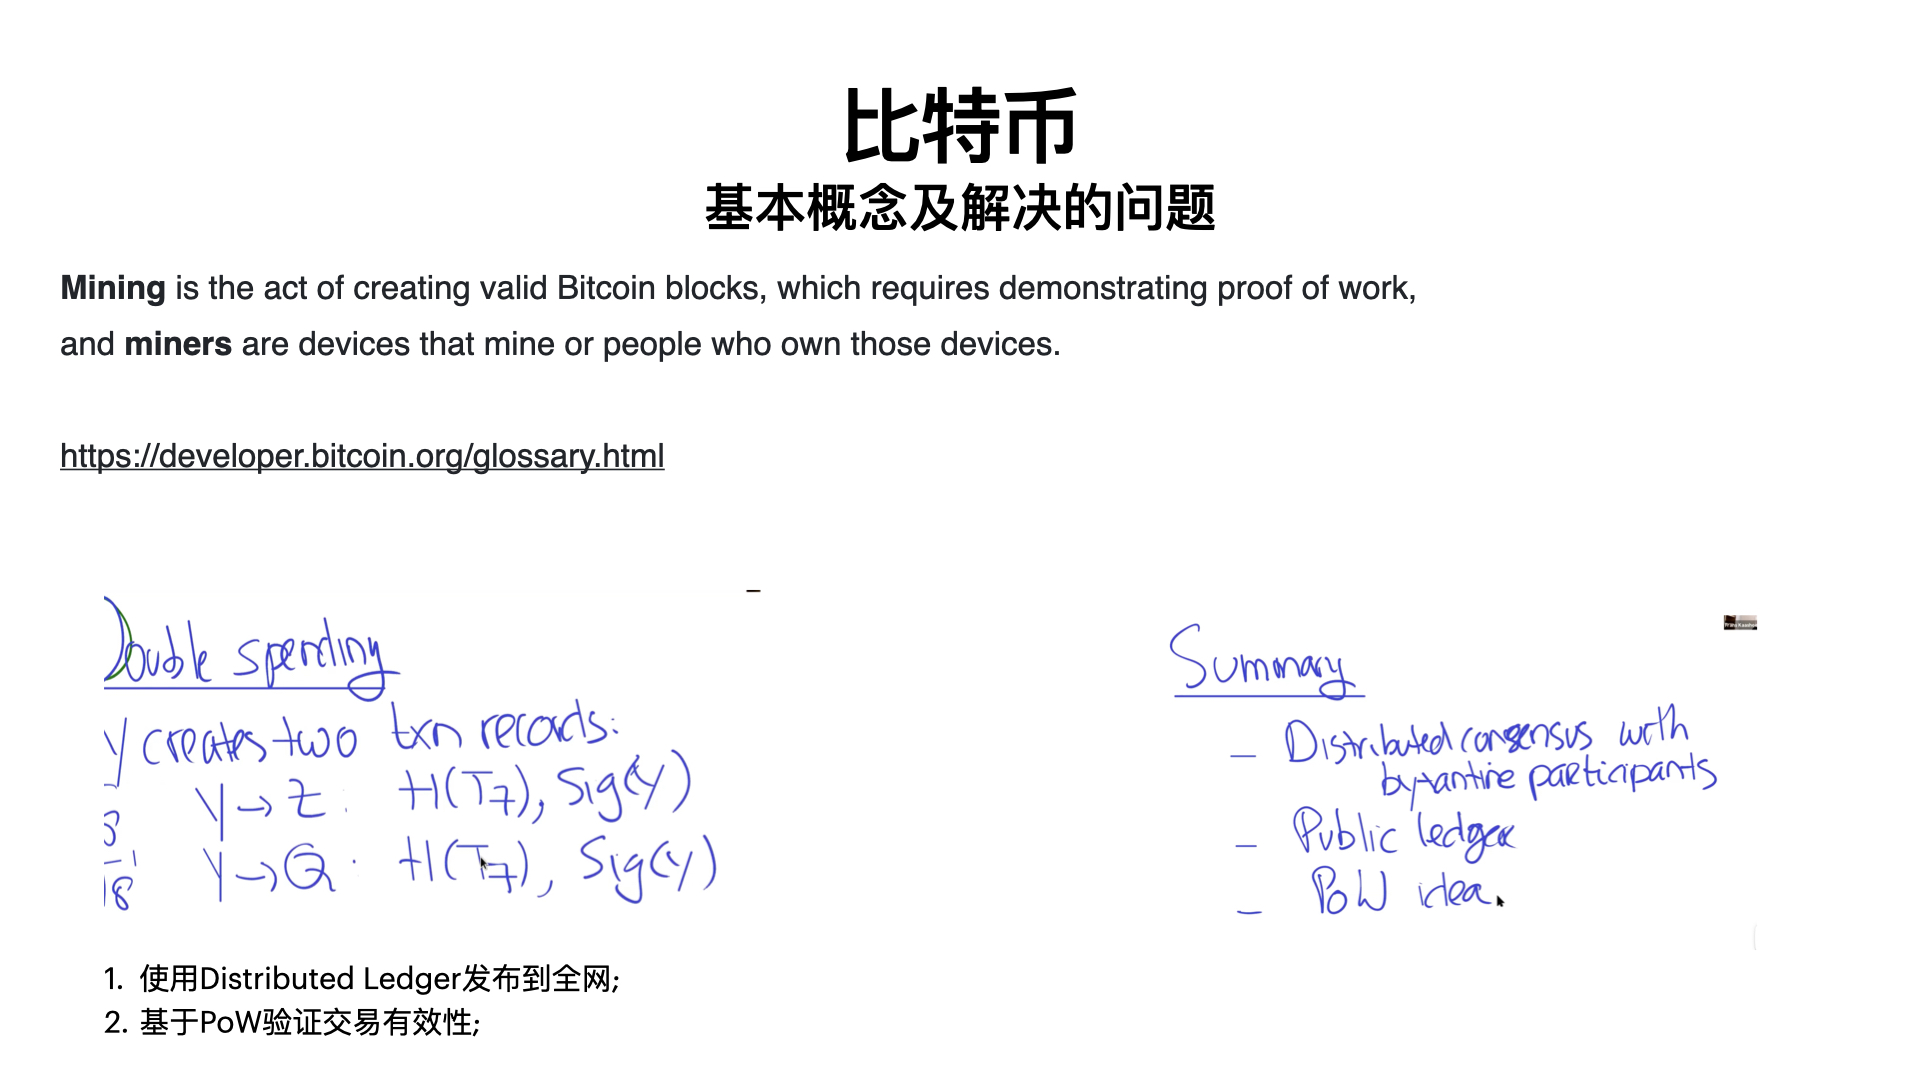 比特币
基本概念及解决的问题
Mining is the act of creating valid Bitcoin blocks, which requires demonstrating proof of work,
and miners are devices that mine or people who own those devices.
https://developer.bitcoin.org/glossary.html
Double spending
Y creates two txn records:
Y → Z : H(T7), Sig(Y)
Y → Q : H(T7), Sig(Y)
18
1. 使用Distributed Ledger发布到全网;
2. 基于PoW验证交易有效性;
Summary
– Distributed consensus with
byzantine participants
– Public ledger
– PoW idea